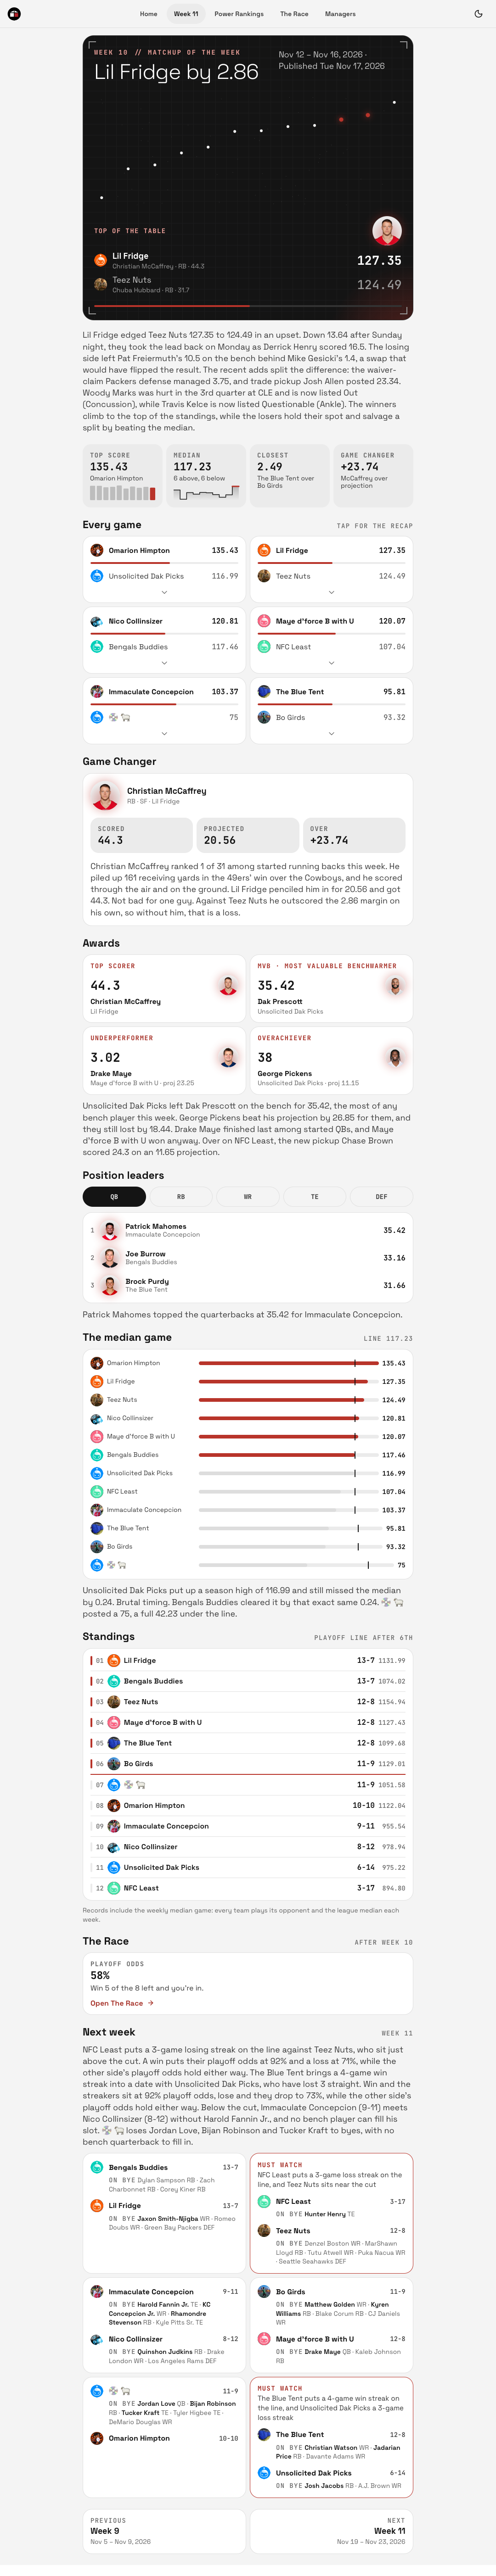 Home
Week 11
Power Rankings
The Race
Managers
WEEK 10 // MATCHUP OF THE WEEK
Lil Fridge by 2.86
Nov 12 – Nov 16, 2026 ·
Published Tue Nov 17, 2026
TOP OF THE TABLE
Lil Fridge
Christian McCaffrey · RB · 44.3
127.35
Teez Nuts
Chuba Hubbard · RB · 31.7
124.49
Lil Fridge edged Teez Nuts 127.35 to 124.49 in an upset. Down 13.64 after Sunday
night, they took the lead back on Monday as Derrick Henry scored 16.5. The losing
side left Pat Freiermuth's 10.5 on the bench behind Mike Gesicki's 1.4, a swap that
would have flipped the result. The recent adds split the difference: the waiver-
claim Packers defense managed 3.75, and trade pickup Josh Allen posted 23.34.
Woody Marks was hurt in the 3rd quarter at CLE and is now listed Out
(Concussion), while Travis Kelce is now listed Questionable (Ankle). The winners
climb to the top of the standings, while the losers hold their spot and salvage a
split by beating the median.
TOP SCORE
135.43
Omarion Himpton
MEDIAN
117.23
6 above, 6 below
CLOSEST
2.49
The Blue Tent over
Bo Girds
GAME CHANGER
+23.74
McCaffrey over
projection
Every game
TAP FOR THE RECAP
Omarion Himpton 135.43
Unsolicited Dak Picks 116.99
Lil Fridge 127.35
Teez Nuts 124.49
Nico Collinsizer 120.81
Bengals Buddies 117.46
Maye d'force B with U 120.07
NFC Least 107.04
Immaculate Concepcion 103.37
75
The Blue Tent 95.81
Bo Girds 93.32
Game Changer
Christian McCaffrey
RB · SF · Lil Fridge
SCORED
44.3
PROJECTED
20.56
OVER
+23.74
Christian McCaffrey ranked 1 of 31 among started running backs this week. He
piled up 161 receiving yards in the 49ers' win over the Cowboys, and he scored
through the air and on the ground. Lil Fridge penciled him in for 20.56 and got
44.3. Not bad for one guy. Against Teez Nuts he outscored the 2.86 margin on
his own, so without him, that is a loss.
Awards
TOP SCORER
44.3
Christian McCaffrey
Lil Fridge
MVB · MOST VALUABLE BENCHWARMER
35.42
Dak Prescott
Unsolicited Dak Picks
UNDERPERFORMER
3.02
Drake Maye
Maye d'force B with U · proj 23.25
OVERACHIEVER
38
George Pickens
Unsolicited Dak Picks · proj 11.15
Unsolicited Dak Picks left Dak Prescott on the bench for 35.42, the most of any
bench player this week. George Pickens beat his projection by 26.85 for them, and
they still lost by 18.44. Drake Maye finished last among started QBs, and Maye
d'force B with U won anyway. Over on NFC Least, the new pickup Chase Brown
scored 24.3 on an 11.65 projection.
Position leaders
QB
RB
WR
TE
DEF
1 Patrick Mahomes 35.42
Immaculate Concepcion
2 Joe Burrow 33.16
Bengals Buddies
3 Brock Purdy 31.66
The Blue Tent
Patrick Mahomes topped the quarterbacks at 35.42 for Immaculate Concepcion.
The median game
LINE 117.23
Omarion Himpton 135.43
Lil Fridge 127.35
Teez Nuts 124.49
Nico Collinsizer 120.81
Maye d'force B with U 120.07
Bengals Buddies 117.46
Unsolicited Dak Picks 116.99
NFC Least 107.04
Immaculate Concepcion 103.37
The Blue Tent 95.81
Bo Girds 93.32
75
Unsolicited Dak Picks put up a season high of 116.99 and still missed the median
by 0.24. Brutal timing. Bengals Buddies cleared it by that exact same 0.24.
posted a 75, a full 42.23 under the line.
Standings
PLAYOFF LINE AFTER 6TH
01 Lil Fridge 13-7 1131.99
02 Bengals Buddies 13-7 1074.02
03 Teez Nuts 12-8 1154.94
04 Maye d'force B with U 12-8 1127.43
05 The Blue Tent 12-8 1099.68
06 Bo Girds 11-9 1129.01
07 11-9 1051.58
08 Omarion Himpton 10-10 1122.04
09 Immaculate Concepcion 9-11 955.54
10 Nico Collinsizer 8-12 978.94
11 Unsolicited Dak Picks 6-14 975.22
12 NFC Least 3-17 894.80
Records include the weekly median game: every team plays its opponent and the league median each
week.
The Race
AFTER WEEK 10
PLAYOFF ODDS
58%
Win 5 of the 8 left and you're in.
Open The Race →
Next week
WEEK 11
NFC Least puts a 3-game losing streak on the line against Teez Nuts, who sit just
above the cut. A win puts their playoff odds at 92% and a loss at 71%, while the
other side's playoff odds hold either way. The Blue Tent brings a 4-game win
streak into a date with Unsolicited Dak Picks, who have lost 3 straight. Win and the
streakers sit at 92% playoff odds, lose and they drop to 73%, while the other side's
playoff odds hold either way. Below the cut, Immaculate Concepcion (9-11) meets
Nico Collinsizer (8-12) without Harold Fannin Jr., and no bench player can fill his
slot. loses Jordan Love, Bijan Robinson and Tucker Kraft to byes, with no
bench quarterback to fill in.
Bengals Buddies 13-7
ON BYE Dylan Sampson RB · Zach
Charbonnet RB · Corey Kiner RB
Lil Fridge 13-7
ON BYE Jaxon Smith-Njigba WR · Romeo
Doubs WR · Green Bay Packers DEF
MUST WATCH
NFC Least puts a 3-game loss streak on the
line, and Teez Nuts sits near the cut
NFC Least 3-17
ON BYE Hunter Henry TE
Teez Nuts 12-8
ON BYE Denzel Boston WR · MarShawn
Lloyd RB · Tutu Atwell WR · Puka Nacua WR
· Seattle Seahawks DEF
Immaculate Concepcion 9-11
ON BYE Harold Fannin Jr. TE · KC
Concepcion Jr. WR · Rhamondre
Stevenson RB · Kyle Pitts Sr. TE
Nico Collinsizer 8-12
ON BYE Quinshon Judkins RB · Drake
London WR · Los Angeles Rams DEF
Bo Girds 11-9
ON BYE Matthew Golden WR · Kyren
Williams RB · Blake Corum RB · CJ Daniels
WR
Maye d'force B with U 12-8
ON BYE Drake Maye QB · Kaleb Johnson
RB
11-9
ON BYE Jordan Love QB · Bijan Robinson
RB · Tucker Kraft TE · Tyler Higbee TE ·
DeMario Douglas WR
Omarion Himpton 10-10
MUST WATCH
The Blue Tent puts a 4-game win streak on the
line, and Unsolicited Dak Picks a 3-game
loss streak
The Blue Tent 12-8
ON BYE Christian Watson WR · Jadarian
Price RB · Davante Adams WR
Unsolicited Dak Picks 6-14
ON BYE Josh Jacobs RB · A.J. Brown WR
PREVIOUS
Week 9
Nov 5 – Nov 9, 2026
NEXT
Week 11
Nov 19 – Nov 23, 2026